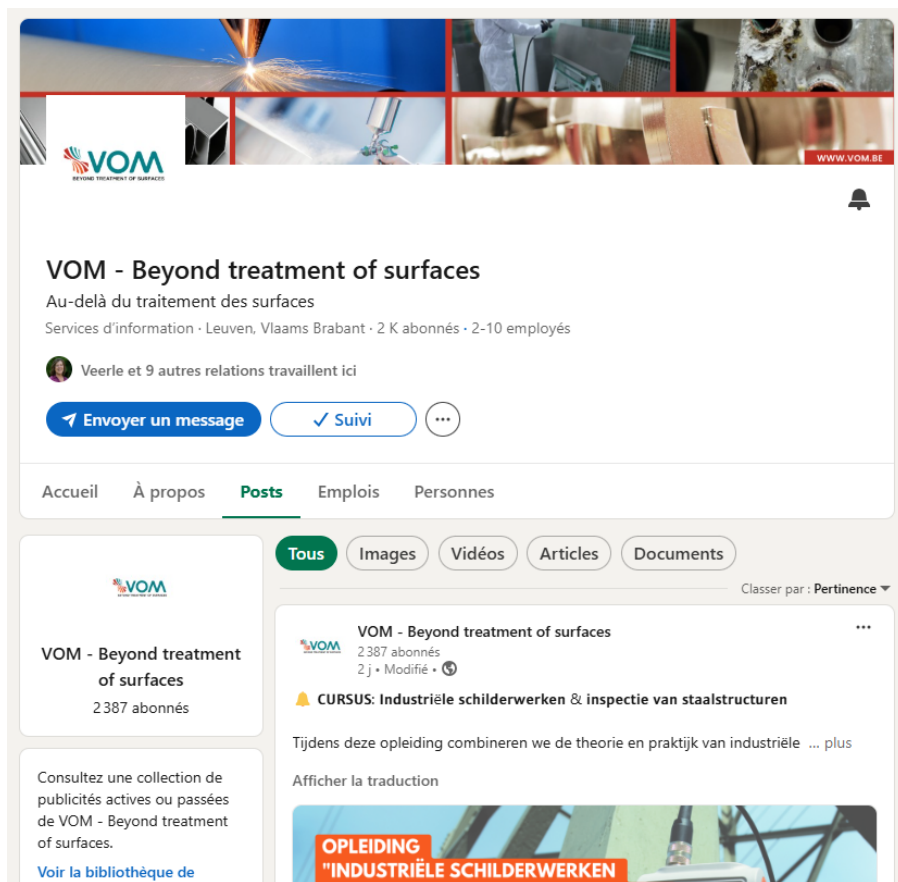 VOM
BEYOND TREATMENT OF SURFACES
WWW.VOM.BE
VOM - Beyond treatment of surfaces
Au-delà du traitement des surfaces
Services d'information · Leuven, Vlaams Brabant · 2 K abonnés · 2-10 employés
Veerle et 9 autres relations travaillent ici
Envoyer un message
Suivi
Accueil
À propos
Posts
Emplois
Personnes
VOM
BEYOND TREATMENT OF SURFACES
VOM - Beyond treatment
of surfaces
2 387 abonnés
Consultez une collection de
publicités actives ou passées
de VOM - Beyond treatment
of surfaces.
Voir la bibliothèque de
Tous
Images
Vidéos
Articles
Documents
Classer par : Pertinence
VOM
VOM - Beyond treatment of surfaces
2 387 abonnés
2 j • Modifié •
CURSUS: Industriële schilderwerken & inspectie van staalstructuren
Tijdens deze opleiding combineren we de theorie en praktijk van industriële ... plus
Afficher la traduction
OPLEIDING
"INDUSTRIËLE SCHILDERWERKEN